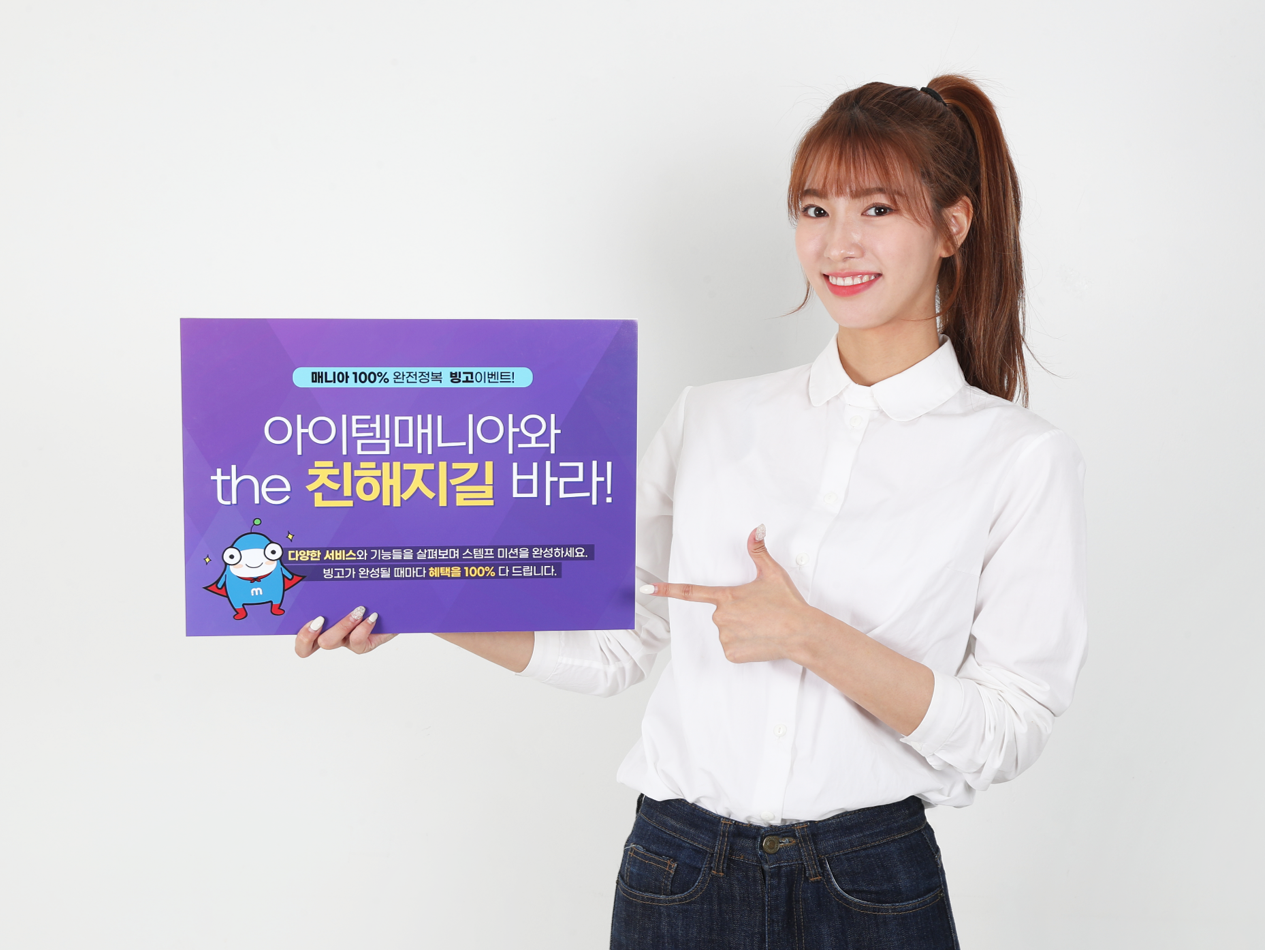 매니아 100% 완전정복 빙고이벤트!
아이템매니아와
the 친해지길 바라!
다양한 서비스와 기능들을 살펴보며 스템프 미션을 완성하세요.
빙고가 완성될 때마다 혜택을 100% 다 드립니다.
m